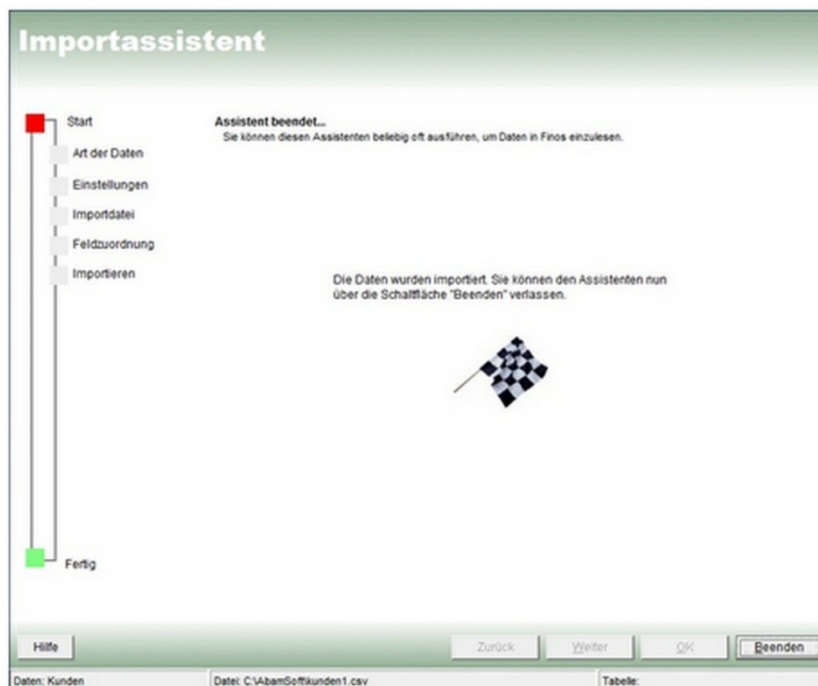 Importassistent
Start
Art der Daten
Einstellungen
Importdatei
Feldzuordnung
Importieren
Fertig
Assistent beendet...
Sie können diesen Assistenten beliebig oft ausführen, um Daten in Finos einzulesen.
Die Daten wurden importiert. Sie können den Assistenten nun
über die Schaltfläche "Beenden" verlassen.
Hilfe
Zurück
Weiter
OK
Beenden
Daten: Kunden
Datei: C:\AbamSoft\kunden1.csv
Tabelle: